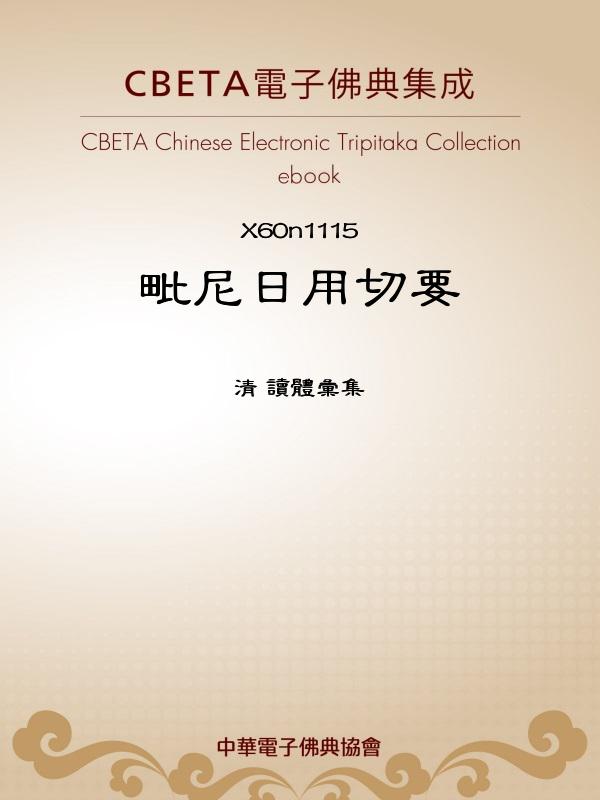 CBETA電子佛典集成
CBETA Chinese Electronic Tripitaka Collection
ebook
X60n1115
毗尼日用切要
清 讀體彙集
中華電子佛典協會